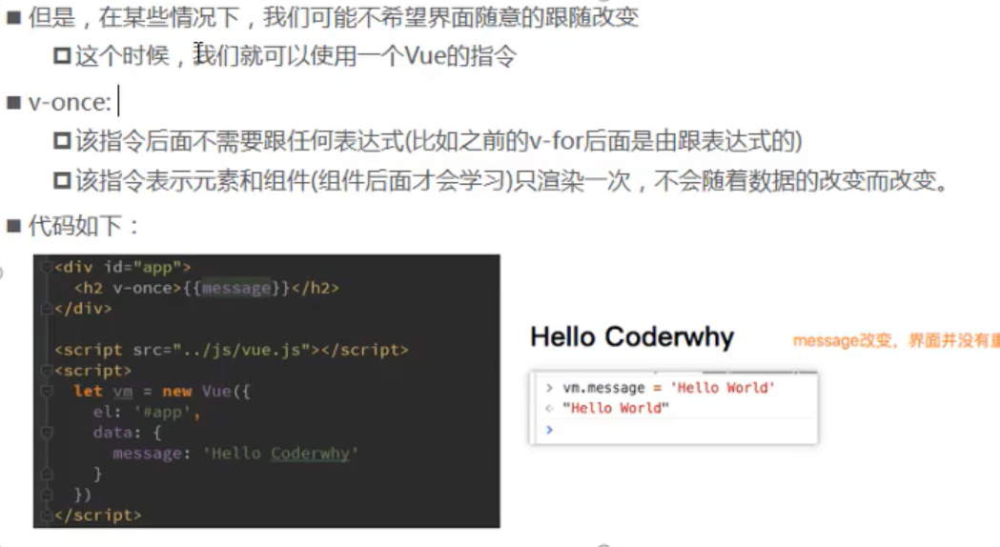 但是，在某些情况下，我们可能不希望界面随意的跟随改变
这个时候，我们就可以使用一个Vue的指令
v-once:
该指令后面不需要跟任何表达式(比如之前的v-for后面是由跟表达式的)
该指令表示元素和组件(组件后面才会学习)只渲染一次，不会随着数据的改变而改变。
代码如下：
<div id="app">
<h2 v-once>{{message}}</h2>
</div>
<script src="../js/vue.js"></script>
<script>
let vm = new Vue({
el: '#app',
data: {
message: 'Hello Coderwhy'
}
})
</script>
Hello Coderwhy
message改变，界面并没有
> vm.message = 'Hello World'
"Hello World"
>